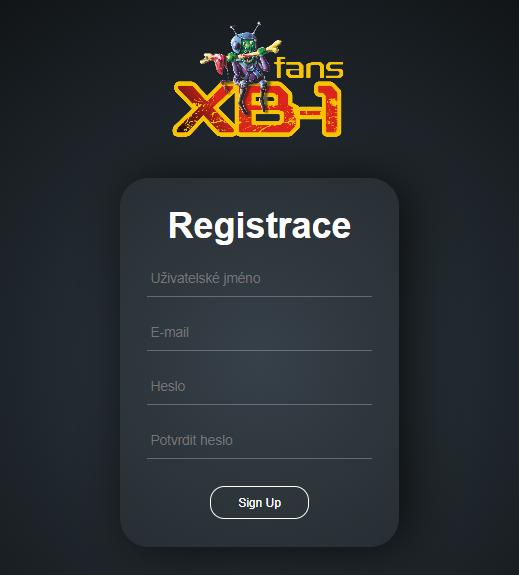 fans
XB-1
Registrace
Uživatelské jméno
E-mail
Heslo
Potvrdit heslo
Sign Up